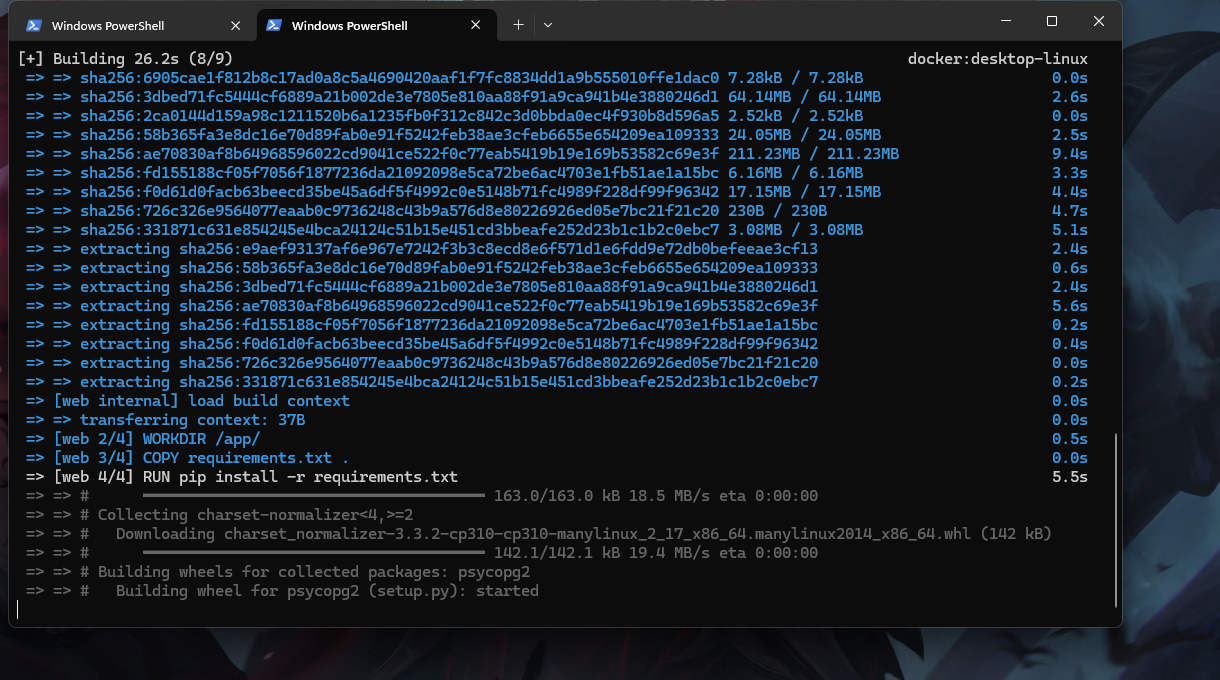 Windows PowerShell
Windows PowerShell
[+] Building 26.2s (8/9) docker:desktop-linux
=> => sha256:6905cae1f812b8c17ad0a8c5a4690420aaf1f7fc8834dd1a9b555010ffe1dac0 7.28kB / 7.28kB 0.0s
=> => sha256:3dbed71fc5444cf6889a21b002de3e7805e810aa88f91a9ca941b4e3880246d1 64.14MB / 64.14MB 2.6s
=> => sha256:2ca0144d159a98c1211520b6a1235fb0f312c842c3d0bbda0ec4f930b8d596a5 2.52kB / 2.52kB 0.0s
=> => sha256:58b365fa3e8dc16e70d89fab0e91f5242feb38ae3cfeb6655e654209ea109333 24.05MB / 24.05MB 2.5s
=> => sha256:ae70830af8b64968596022cd9041ce522f0c77eab5419b19e169b53582c69e3f 211.23MB / 211.23MB 9.4s
=> => sha256:fd155188cf05f7056f1877236da21092098e5ca72be6ac4703e1fb51ae1a15bc 6.16MB / 6.16MB 3.3s
=> => sha256:f0d61d0facb63beecd35be45a6df5f4992c0e5148b71fc4989f228df99f96342 17.15MB / 17.15MB 4.4s
=> => sha256:726c326e9564077eaab0c9736248c43b9a576d8e80226926ed05e7bc21f21c20 230B / 230B 4.7s
=> => sha256:331871c631e854245e4bca24124c51b15e451cd3bbeafe252d23b1c1b2c0ebc7 3.08MB / 3.08MB 5.1s
=> => extracting sha256:e9aef93137af6e967e7242f3b3c8ecd8e6f571d1e6fdd9e72db0befeeae3cf13 2.4s
=> => extracting sha256:58b365fa3e8dc16e70d89fab0e91f5242feb38ae3cfeb6655e654209ea109333 0.6s
=> => extracting sha256:3dbed71fc5444cf6889a21b002de3e7805e810aa88f91a9ca941b4e3880246d1 2.4s
=> => extracting sha256:ae70830af8b64968596022cd9041ce522f0c77eab5419b19e169b53582c69e3f 5.6s
=> => extracting sha256:fd155188cf05f7056f1877236da21092098e5ca72be6ac4703e1fb51ae1a15bc 0.2s
=> => extracting sha256:f0d61d0facb63beecd35be45a6df5f4992c0e5148b71fc4989f228df99f96342 0.4s
=> => extracting sha256:726c326e9564077eaab0c9736248c43b9a576d8e80226926ed05e7bc21f21c20 0.0s
=> => extracting sha256:331871c631e854245e4bca24124c51b15e451cd3bbeafe252d23b1c1b2c0ebc7 0.2s
=> [web internal] load build context 0.0s
=> => transferring context: 37B 0.0s
=> [web 2/4] WORKDIR /app/ 0.5s
=> [web 3/4] COPY requirements.txt . 0.0s
=> [web 4/4] RUN pip install -r requirements.txt 5.5s
=> => # ━━━━━━━━━━━━━━━━━━━━━━━━━━━━━━━━━━━━━━ 163.0/163.0 kB 18.5 MB/s eta 0:00:00
=> => # Collecting charset-normalizer<4,>=2
=> => # Downloading charset_normalizer-3.3.2-cp310-cp310-manylinux_2_17_x86_64.manylinux2014_x86_64.whl (142 kB)
=> => # ━━━━━━━━━━━━━━━━━━━━━━━━━━━━━━━━━━━━━━ 142.1/142.1 kB 19.4 MB/s eta 0:00:00
=> => # Building wheels for collected packages: psycopg2
=> => # Building wheel for psycopg2 (setup.py): started